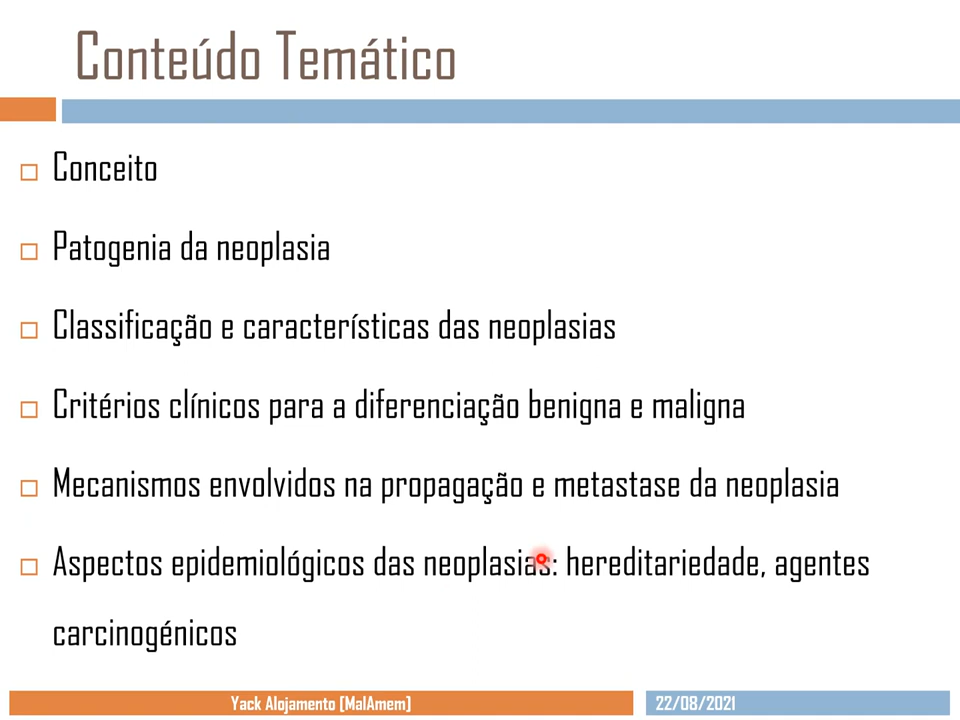 Conteúdo Temático
Conceito
Patogenia da neoplasia
Classificação e características das neoplasias
Critérios clínicos para a diferenciação benigna e maligna
Mecanismos envolvidos na propagação e metastase da neoplasia
Aspectos epidemiológicos das neoplasias: hereditariedade, agentes
carcinogénicos
Yack Alojamento [MalAmem]
22/08/2021